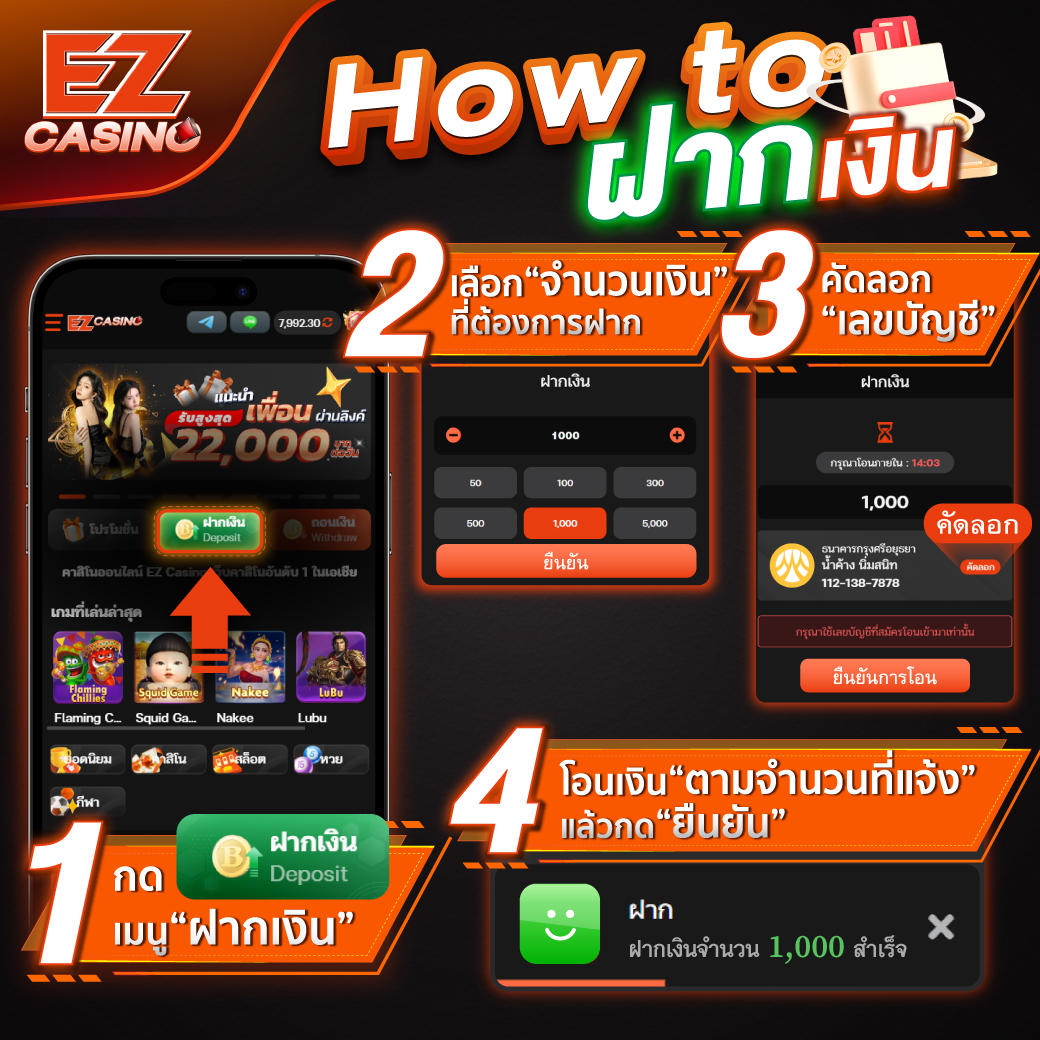 EZ
CASINO
How to
ฝากเงิน
EZ CASINO
7,992.30
แนะนำ
เพื่อน ผ่านลิงค์
รับสูงสุด
22,000 บาท
ต่อวัน
โปรโมชั่น
ฝากเงิน
Deposit
ถอนเงิน
Withdraw
คาสิโนออนไลน์ EZ Casino เว็บคาสิโนอันดับ 1 ในเอเชีย
เกมที่เล่นล่าสุด
Flaming
Chillies
Squid Game
Nakee
LuBu
Flaming C...
Squid Ga...
Nakee
Lubu
ยอดนิยม
คาสิโน
สล็อต
หวย
กีฬา
1
กด
ฝากเงิน
Deposit
เมนู“ฝากเงิน”
2
เลือก“จำนวนเงิน”
ที่ต้องการฝาก
ฝากเงิน
1000
50 100 300
500 1,000 5,000
ยืนยัน
3
คัดลอก
“เลขบัญชี”
ฝากเงิน
กรุณาโอนภายใน : 14:03
1,000
คัดลอก
ธนาคารกรุงศรีอยุธยา
น้ำค้าง นิ่มสนิท
112-138-7878
คัดลอก
กรุณาใช้เลขบัญชีที่สมัครโอนเข้ามาเท่านั้น
ยืนยันการโอน
4
โอนเงิน“ตามจำนวนที่แจ้ง”
แล้วกด“ยืนยัน”
ฝาก
ฝากเงินจำนวน 1,000 สำเร็จ